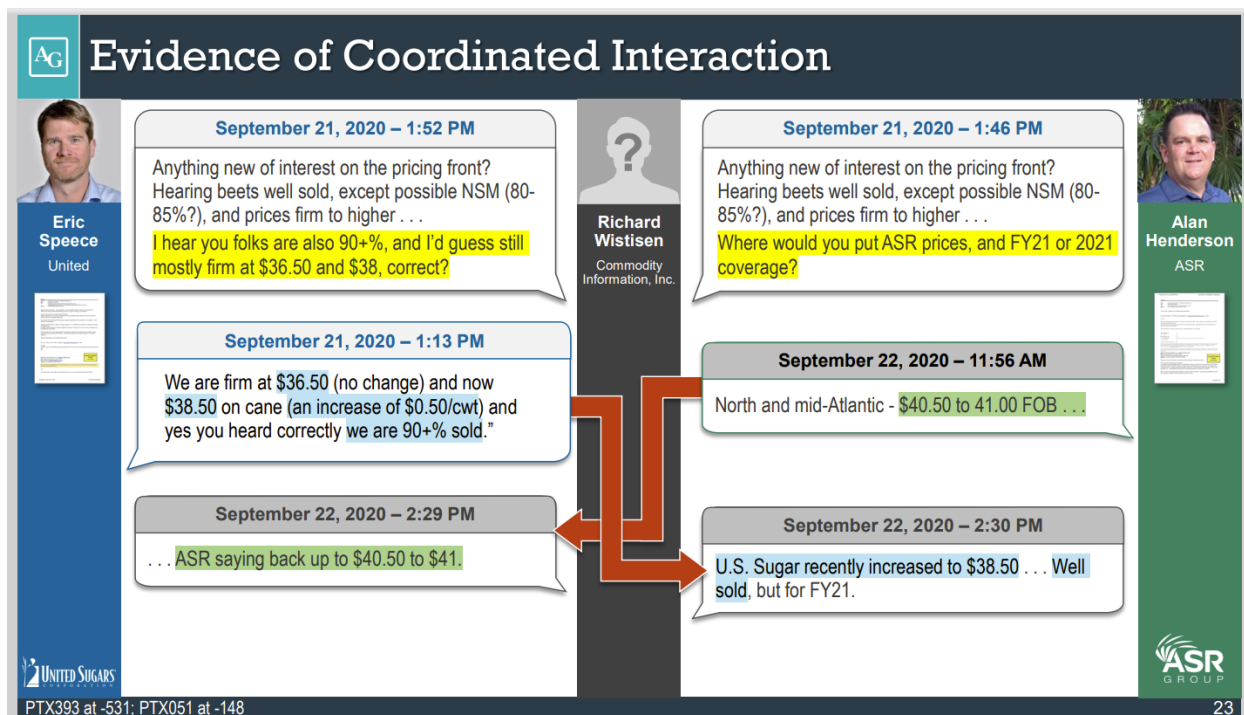 AG
Evidence of Coordinated Interaction
Eric
Speece
United
September 21, 2020 – 1:52 PM
Anything new of interest on the pricing front?
Hearing beets well sold, except possible NSM (80-
85%?), and prices firm to higher . . .
I hear you folks are also 90+%, and I’d guess still
mostly firm at $36.50 and $38, correct?
?
Richard
Wistisen
Commodity
Information, Inc.
September 21, 2020 – 1:46 PM
Anything new of interest on the pricing front?
Hearing beets well sold, except possible NSM (80-
85%?), and prices firm to higher . . .
Where would you put ASR prices, and FY21 or 2021
coverage?
Alan
Henderson
ASR
September 21, 2020 – 1:13 PM
We are firm at $36.50 (no change) and now
$38.50 on cane (an increase of $0.50/cwt) and
yes you heard correctly we are 90+% sold.”
September 22, 2020 – 11:56 AM
North and mid-Atlantic - $40.50 to 41.00 FOB . . .
September 22, 2020 – 2:29 PM
. . . ASR saying back up to $40.50 to $41.
September 22, 2020 – 2:30 PM
U.S. Sugar recently increased to $38.50 . . . Well
sold, but for FY21.
UNITED SUGARS
CORPORATION
ASR
GROUP
PTX393 at -531; PTX051 at -148
23